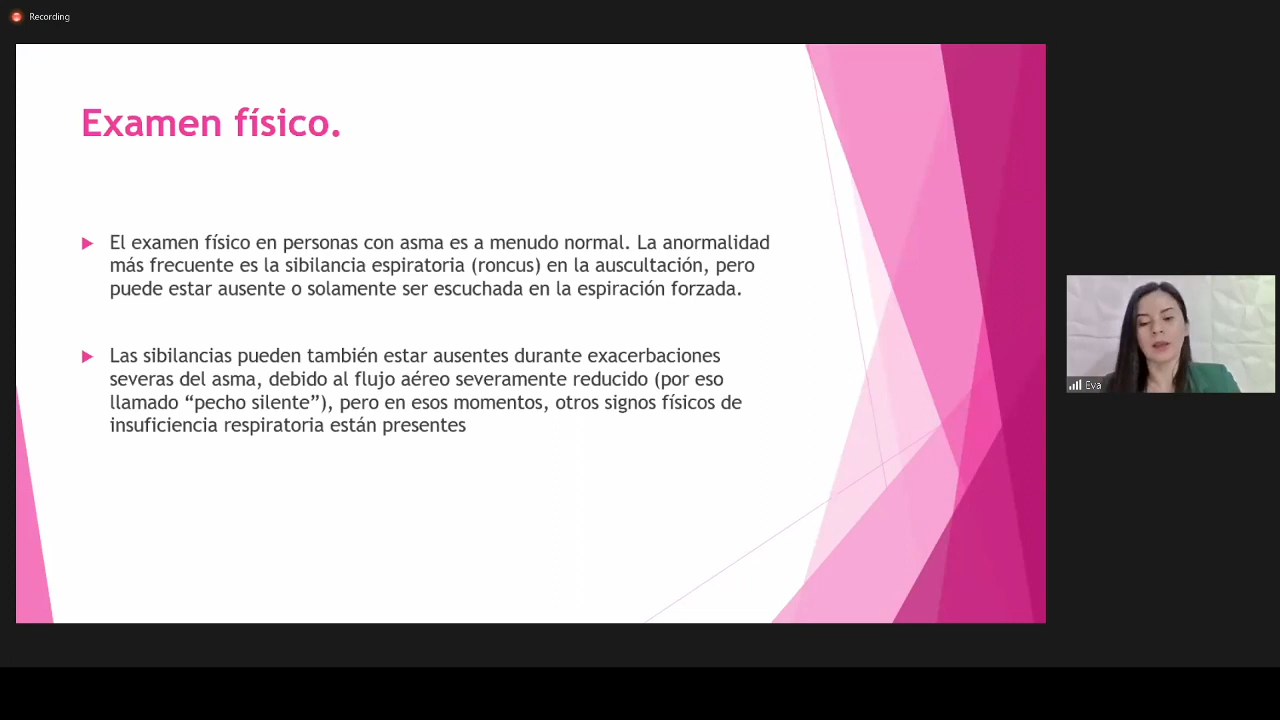 Recording
Examen físico.
El examen físico en personas con asma es a menudo normal. La anormalidad
más frecuente es la sibilancia espiratoria (roncus) en la auscultación, pero
puede estar ausente o solamente ser escuchada en la espiración forzada.
Las sibilancias pueden también estar ausentes durante exacerbaciones
severas del asma, debido al flujo aéreo severamente reducido (por eso
llamado “pecho silente”), pero en esos momentos, otros signos físicos de
insuficiencia respiratoria están presentes
Eva